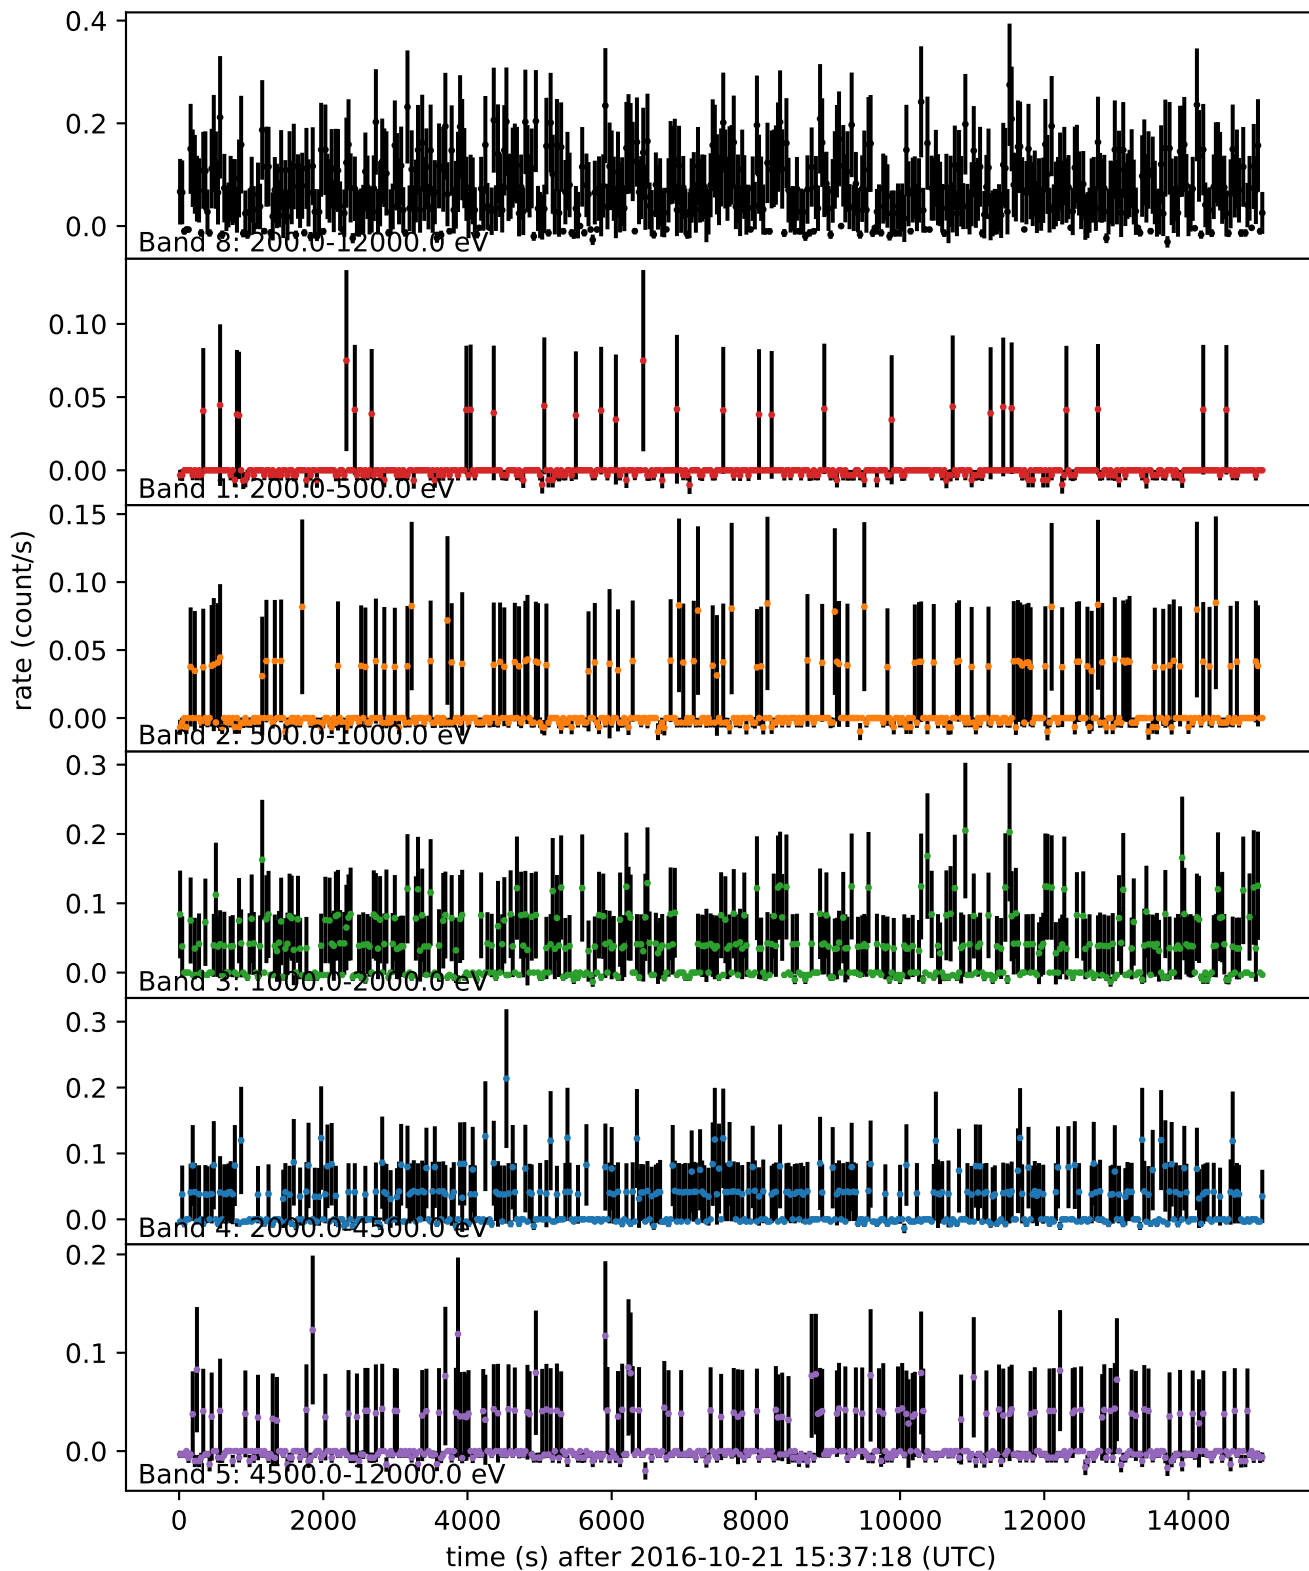 0.4
0.2
0.0
Band 8: 200.0-12000.0 eV
0.10
0.05
0.00
Band 1: 200.0-500.0 eV
0.15
0.10
0.05
0.00
Band 2: 500.0-1000.0 eV
rate (count/s)
0.3
0.2
0.1
0.0
Band 3: 1000.0-2000.0 eV
0.3
0.2
0.1
0.0
Band 4: 2000.0-4500.0 eV
0.2
0.1
0.0
Band 5: 4500.0-12000.0 eV
0 2000 4000 6000 8000 10000 12000 14000
time (s) after 2016-10-21 15:37:18 (UTC)